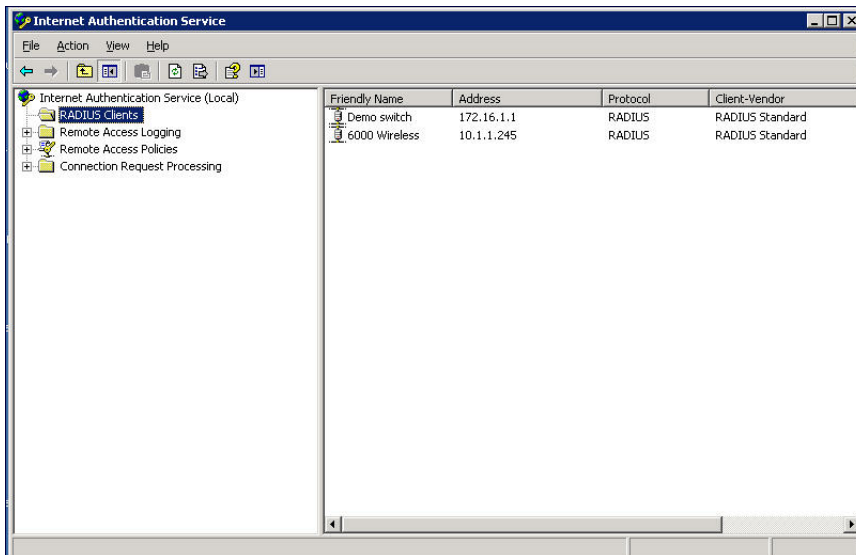 Internet Authentication Service
File Action View Help
Internet Authentication Service (Local)
RADIUS Clients
Remote Access Logging
Remote Access Policies
Connection Request Processing
Friendly Name Address Protocol Client-Vendor
Demo switch 172.16.1.1 RADIUS RADIUS Standard
6000 Wireless 10.1.1.245 RADIUS RADIUS Standard